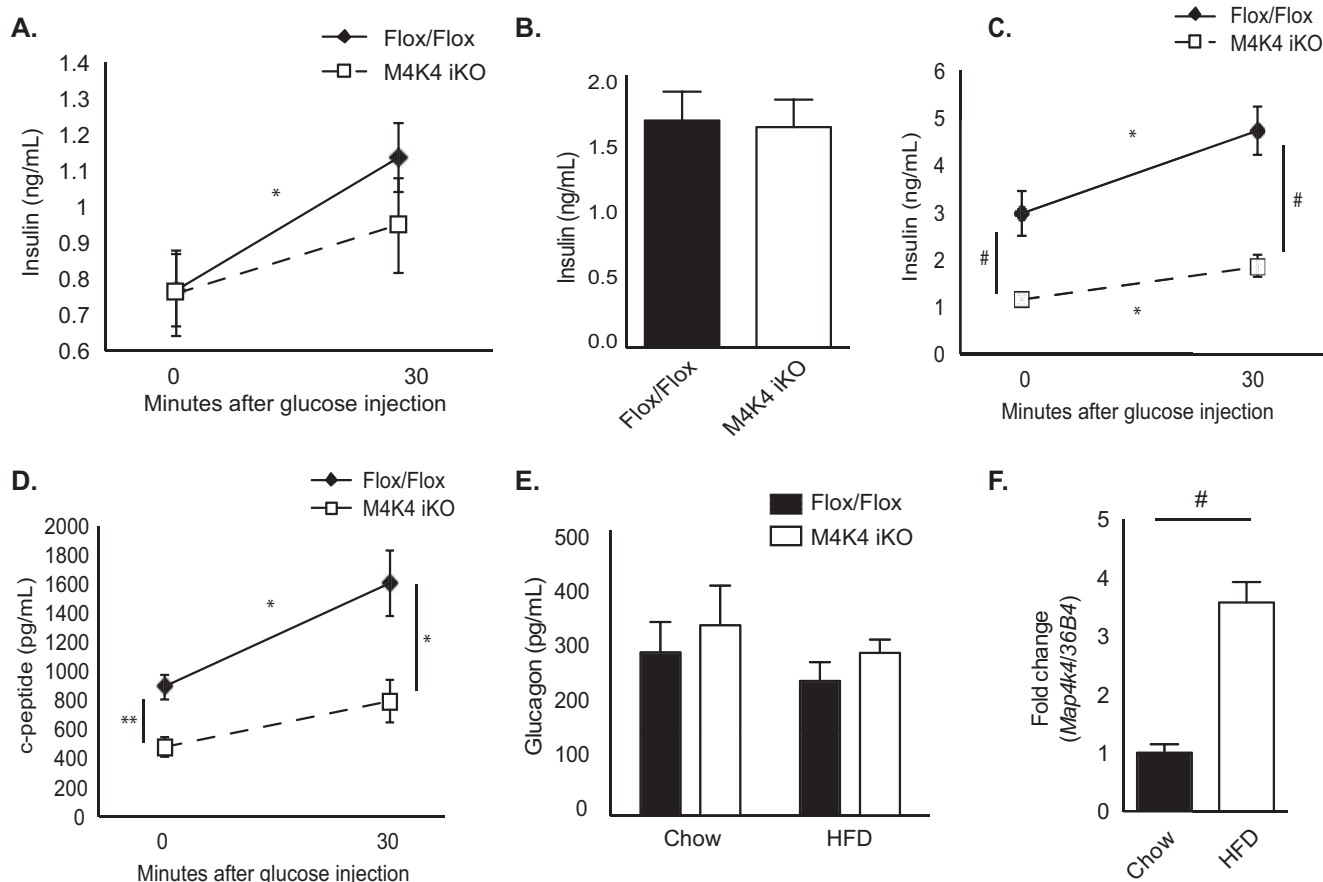 A.
Flox/Flox
M4K4 iKO
1.4
1.3
1.2
1.1
1
0.9
0.8
0.7
0.6
Insulin (ng/mL)
*
0
30
Minutes after glucose injection
B.
2.0
1.5
1.0
0.5
0.0
Insulin (ng/mL)
Flox/Flox
M4K4 iKO
C.
Flox/Flox
M4K4 iKO
6
5
4
3
2
1
0
Insulin (ng/mL)
*
#
#
*
0
30
Minutes after glucose injection
D.
Flox/Flox
M4K4 iKO
2000
1800
1600
1400
1200
1000
800
600
400
200
0
c-peptide (pg/mL)
*
*
**
0
30
Minutes after glucose injection
E.
Flox/Flox
M4K4 iKO
500
400
300
200
100
0
Glucagon (pg/mL)
Chow
HFD
F.
#
5
4
3
2
1
0
Fold change
(Map4k4/36B4)
Chow
HFD